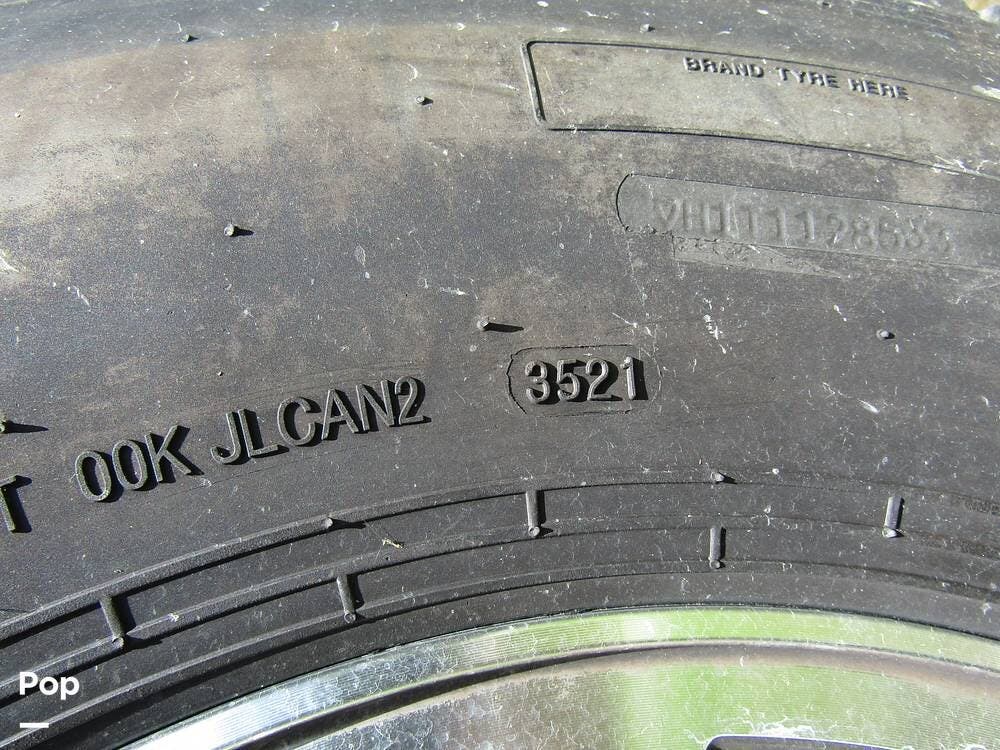 BRAND TYRE HERE
3521
T 00K JLCAN2
Pop